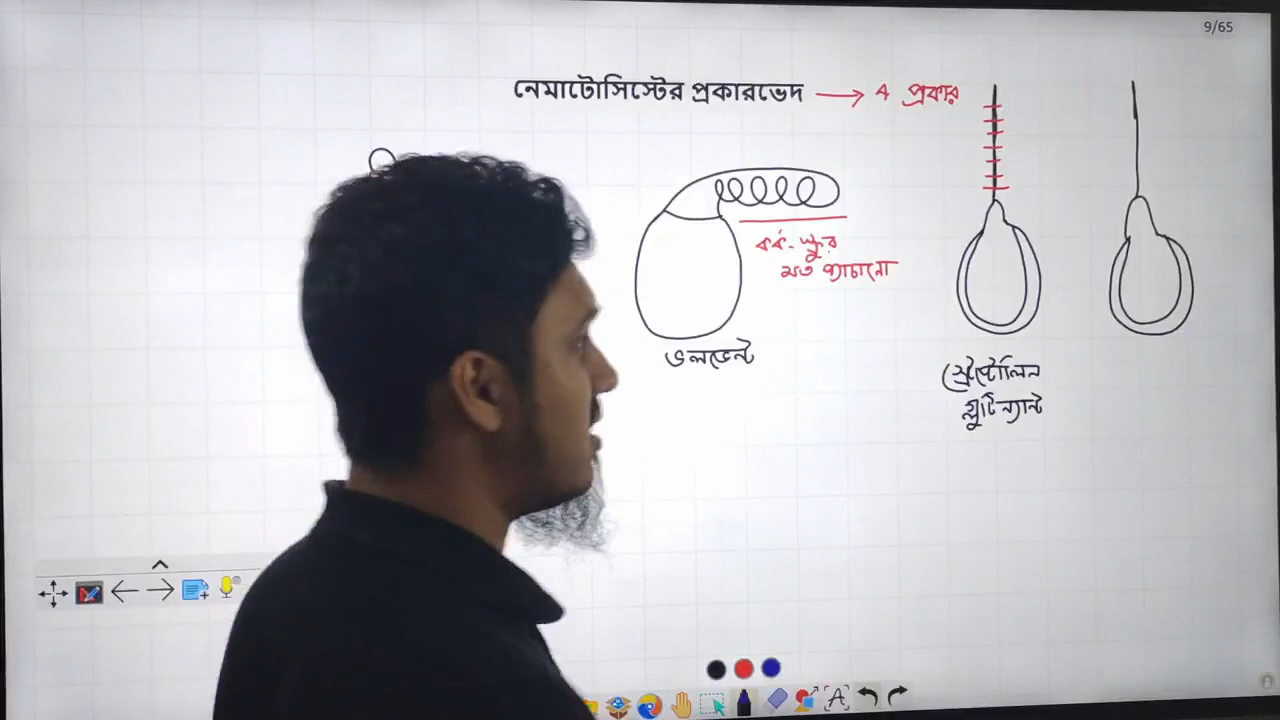 9/65
নেমাটোসিস্টের প্রকারভেদ → 4 প্রকার
কর্ক-স্ক্রুর
মত প্যাচানো
ভলভেন্ট
স্ট্রেপ্টোলিন
গ্লুটিন্যান্ট